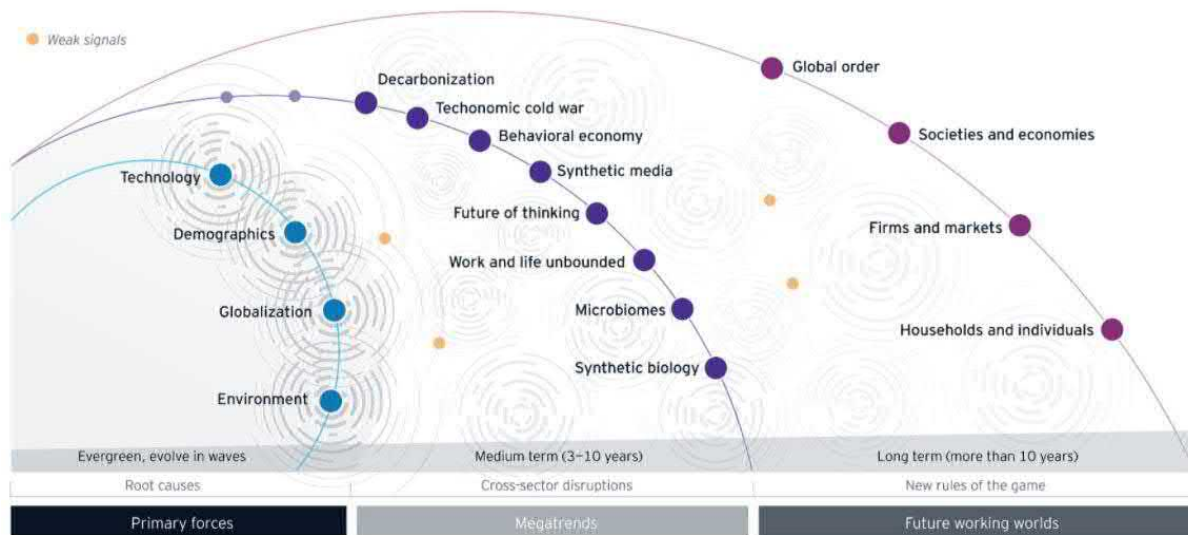 Weak signals
Decarbonization
Techonomic cold war
Behavioral economy
Synthetic media
Future of thinking
Work and life unbounded
Microbiomes
Synthetic biology
Global order
Societies and economies
Firms and markets
Households and individuals
Technology
Demographics
Globalization
Environment
Evergreen, evolve in waves
Medium term (3–10 years)
Long term (more than 10 years)
Root causes
Cross-sector disruptions
New rules of the game
Primary forces
Megatrends
Future working worlds